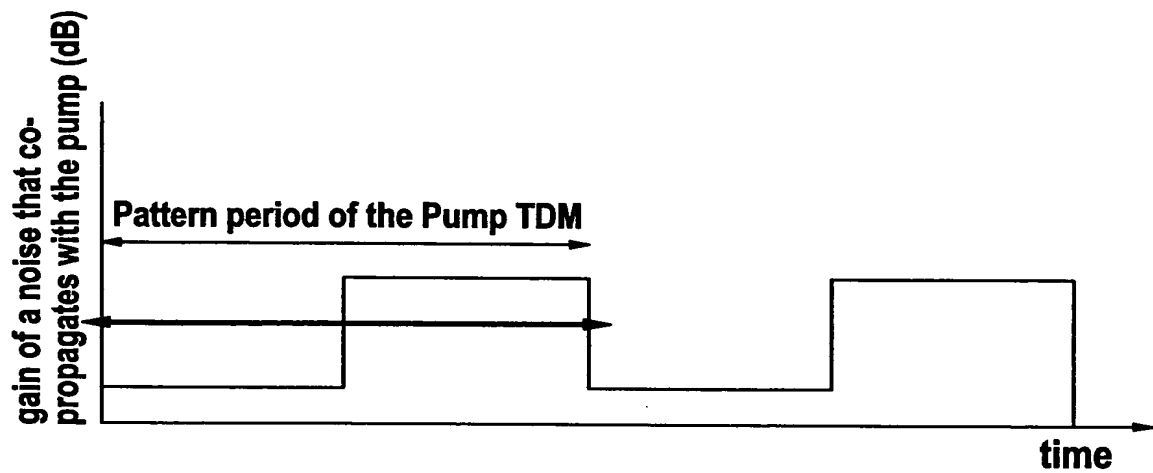 gain of a noise that co-
propagates with the pump (dB)
Pattern period of the Pump TDM
time